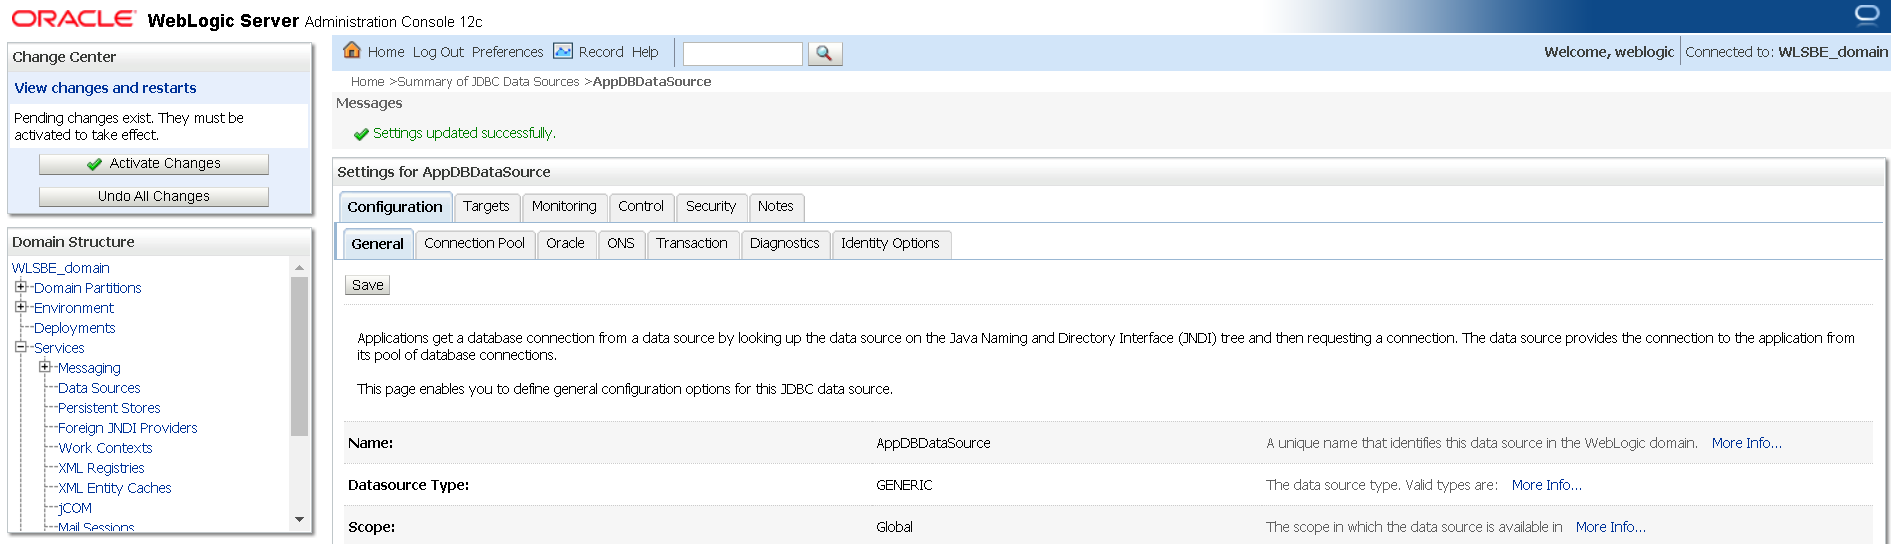 ORACLE WebLogic Server Administration Console 12c
Change Center
View changes and restarts
Pending changes exist. They must be
activated to take effect.
Activate Changes
Undo All Changes
Domain Structure
WLSBE_domain
Domain Partitions
Environment
Deployments
Services
Messaging
Data Sources
Persistent Stores
Foreign JNDI Providers
Work Contexts
XML Registries
XML Entity Caches
jCOM
Mail Sessions
Home Log Out Preferences Record Help
Welcome, weblogic Connected to: WLSBE_domain
Home >Summary of JDBC Data Sources >AppDBDataSource
Messages
Settings updated successfully.
Settings for AppDBDataSource
Configuration Targets Monitoring Control Security Notes
General Connection Pool Oracle ONS Transaction Diagnostics Identity Options
Save
Applications get a database connection from a data source by looking up the data source on the Java Naming and Directory Interface (JNDI) tree and then requesting a connection. The data source provides the connection to the application from
its pool of database connections.
This page enables you to define general configuration options for this JDBC data source.
Name: AppDBDataSource A unique name that identifies this data source in the WebLogic domain. More Info...
Datasource Type: GENERIC The data source type. Valid types are: More Info...
Scope: Global The scope in which the data source is available in More Info...